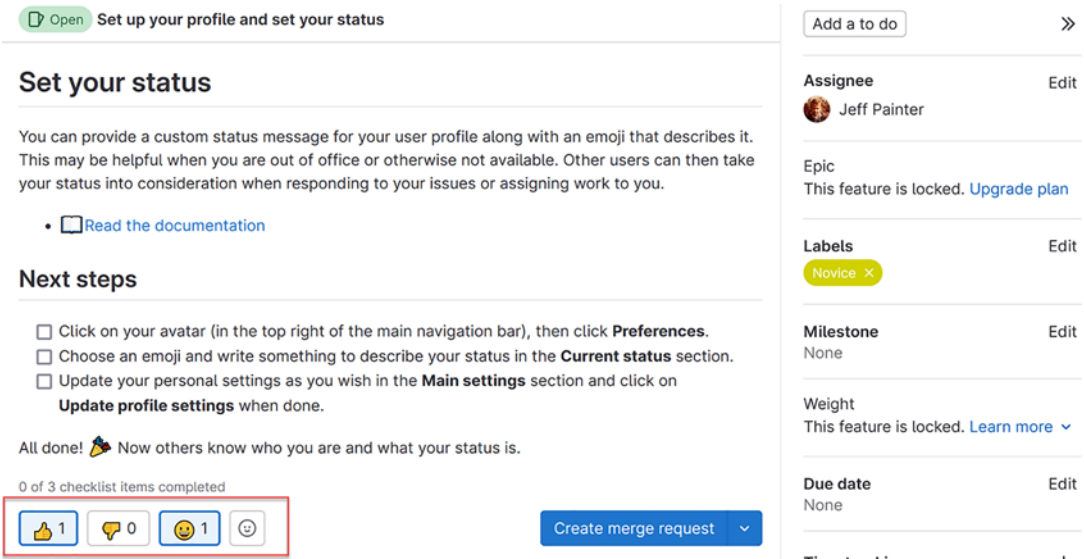 Open Set up your profile and set your status
Set your status
You can provide a custom status message for your user profile along with an emoji that describes it.
This may be helpful when you are out of office or otherwise not available. Other users can then take
your status into consideration when responding to your issues or assigning work to you.
• Read the documentation
Next steps
Click on your avatar (in the top right of the main navigation bar), then click Preferences.
Choose an emoji and write something to describe your status in the Current status section.
Update your personal settings as you wish in the Main settings section and click on
Update profile settings when done.
All done! 🎉 Now others know who you are and what your status is.
0 of 3 checklist items completed
👍 1 👎 0 😀 1
Create merge request
Add a to do
Assignee Edit
Jeff Painter
Epic
This feature is locked. Upgrade plan
Labels Edit
Novice ×
Milestone Edit
None
Weight
This feature is locked. Learn more
Due date Edit
None